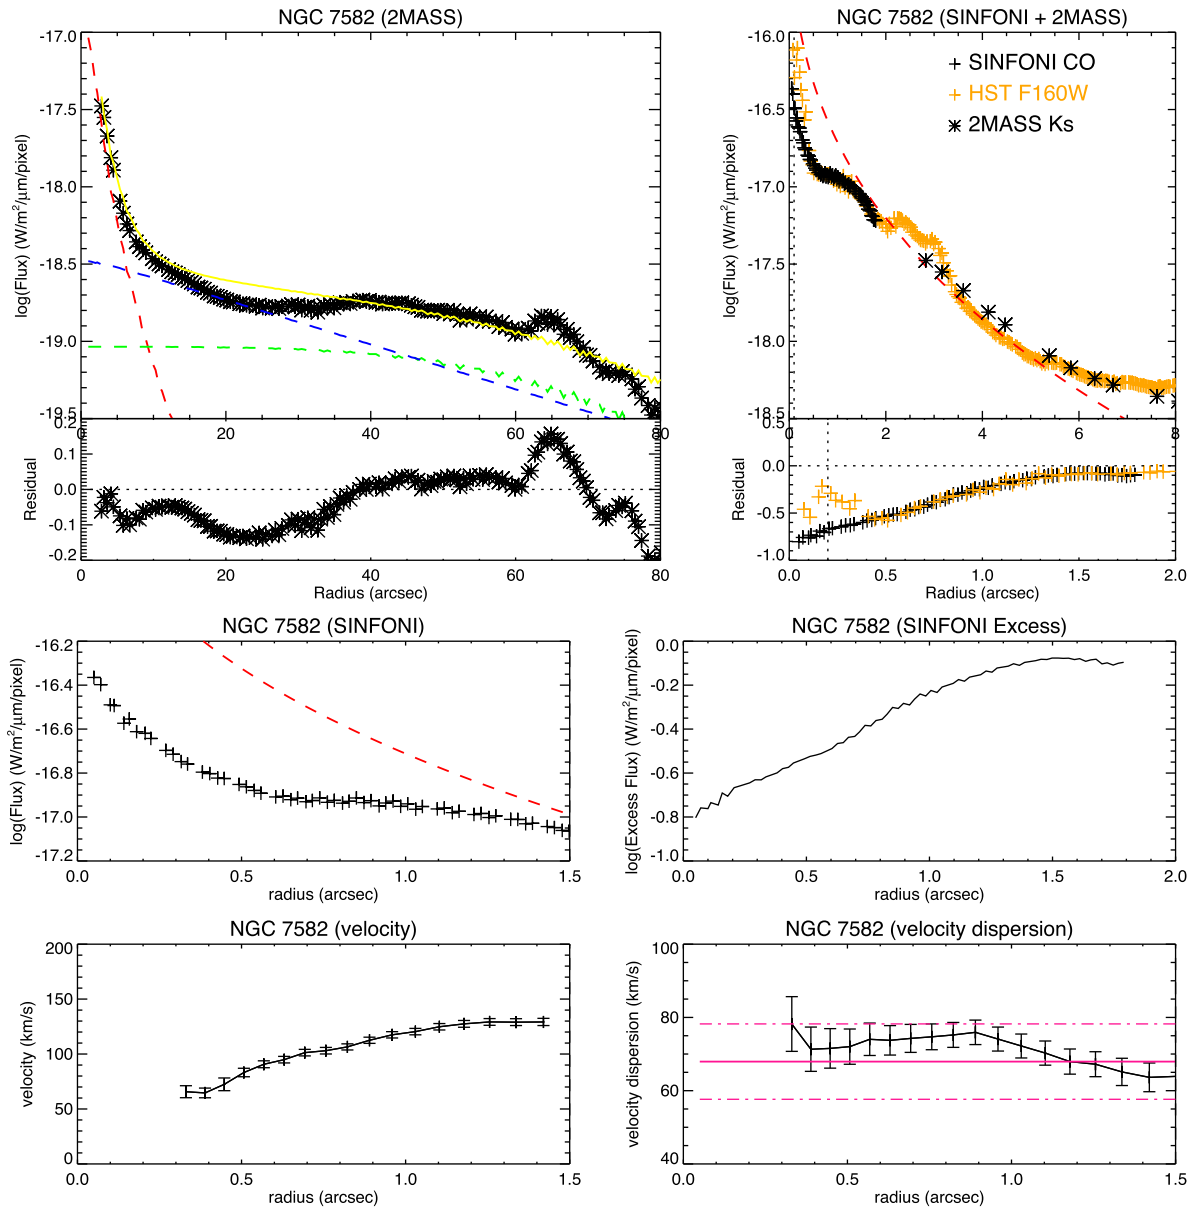 NGC 7582 (2MASS)
log(Flux) (W/m²/μm/pixel)
-17.0
-17.5
-18.0
-18.5
-19.0
-19.5
0 20 40 60 80
Residual
0.2
0.1
0.0
-0.1
-0.2
0 20 40 60 80
Radius (arcsec)
NGC 7582 (SINFONI + 2MASS)
SINFONI CO
HST F160W
2MASS Ks
log(Flux) (W/m²/μm/pixel)
-16.0
-16.5
-17.0
-17.5
-18.0
-18.5
0 2 4 6 8
Residual
0.5
0.0
-0.5
-1.0
0.0 0.5 1.0 1.5 2.0
Radius (arcsec)
NGC 7582 (SINFONI)
log(Flux) (W/m²/μm/pixel)
-16.2
-16.4
-16.6
-16.8
-17.0
-17.2
0.0 0.5 1.0 1.5
radius (arcsec)
NGC 7582 (SINFONI Excess)
log(Excess Flux) (W/m²/μm/pixel)
0.0
-0.2
-0.4
-0.6
-0.8
-1.0
0.0 0.5 1.0 1.5 2.0
radius (arcsec)
NGC 7582 (velocity)
velocity (km/s)
200
150
100
50
0
0.0 0.5 1.0 1.5
radius (arcsec)
NGC 7582 (velocity dispersion)
velocity dispersion (km/s)
100
80
60
40
0.0 0.5 1.0 1.5
radius (arcsec)